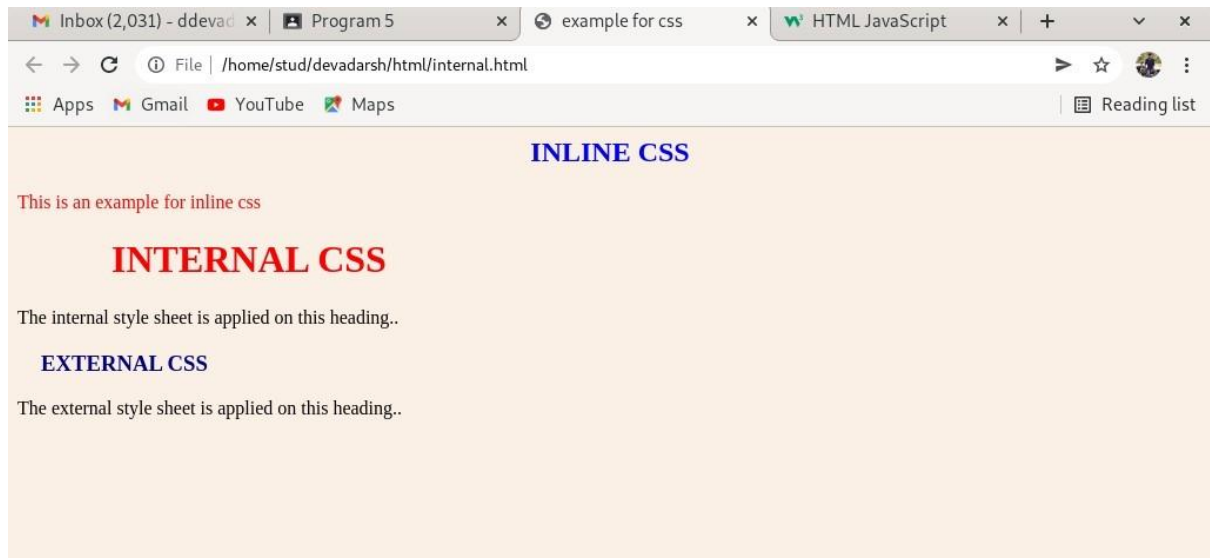 Inbox (2,031) - ddevad Program 5 example for css HTML JavaScript
File | /home/stud/devadarsh/html/internal.html
Apps Gmail YouTube Maps Reading list
INLINE CSS
This is an example for inline css
INTERNAL CSS
The internal style sheet is applied on this heading..
EXTERNAL CSS
The external style sheet is applied on this heading..